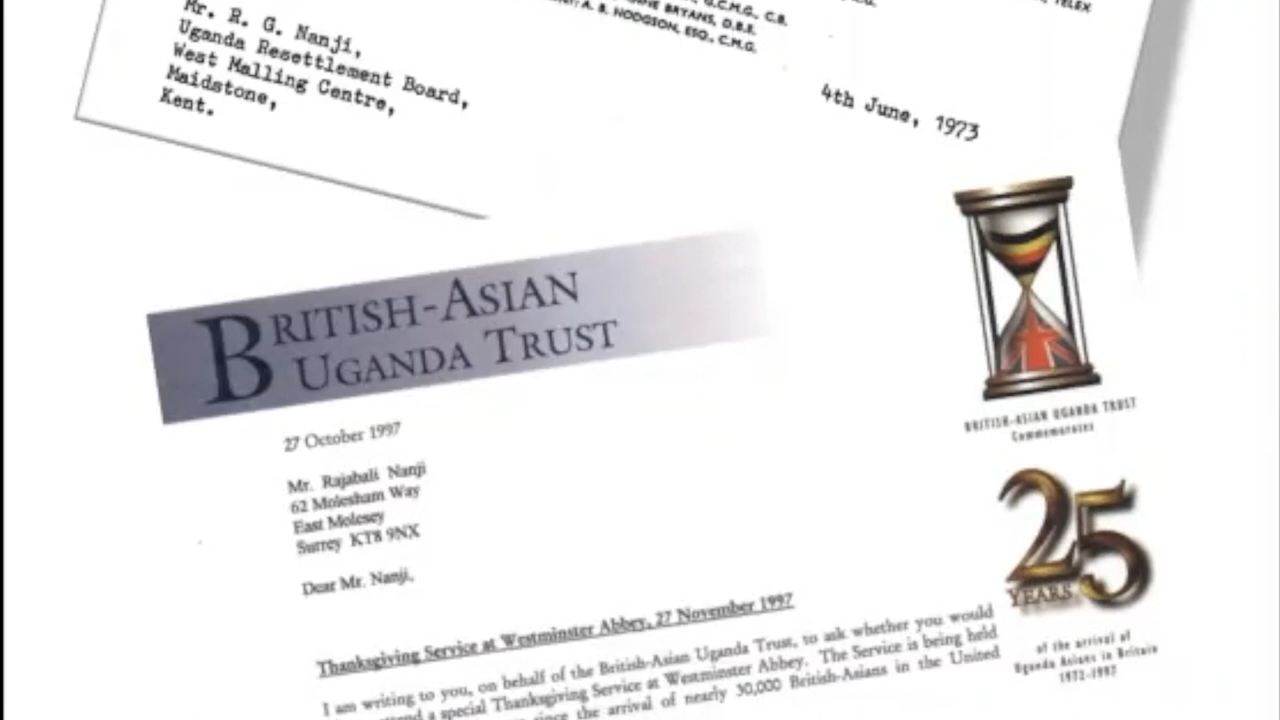 G.C.M.G., C.B.
BRYANS, D.B.E.
A. B. HODGSON, ESQ., C.M.G.
TELEX
Mr. R. G. Nanji,
Uganda Resettlement Board,
West Malling Centre,
Maidstone,
Kent.
4th June, 1973
BRITISH-ASIAN
UGANDA TRUST
BRITISH-ASIAN UGANDA TRUST
Commemorates
25
YEARS
of the arrival of
Uganda Asians in Britain
1972-1997
27 October 1997
Mr. Rajabali Nanji
62 Molesham Way
East Molesey
Surrey KT8 9NX
Dear Mr. Nanji,
Thanksgiving Service at Westminster Abbey, 27 November 1997
I am writing to you, on behalf of the British-Asian Uganda Trust, to ask whether you would
a special Thanksgiving Service at Westminster Abbey. The Service is being held
since the arrival of nearly 30,000 British-Asians in the United